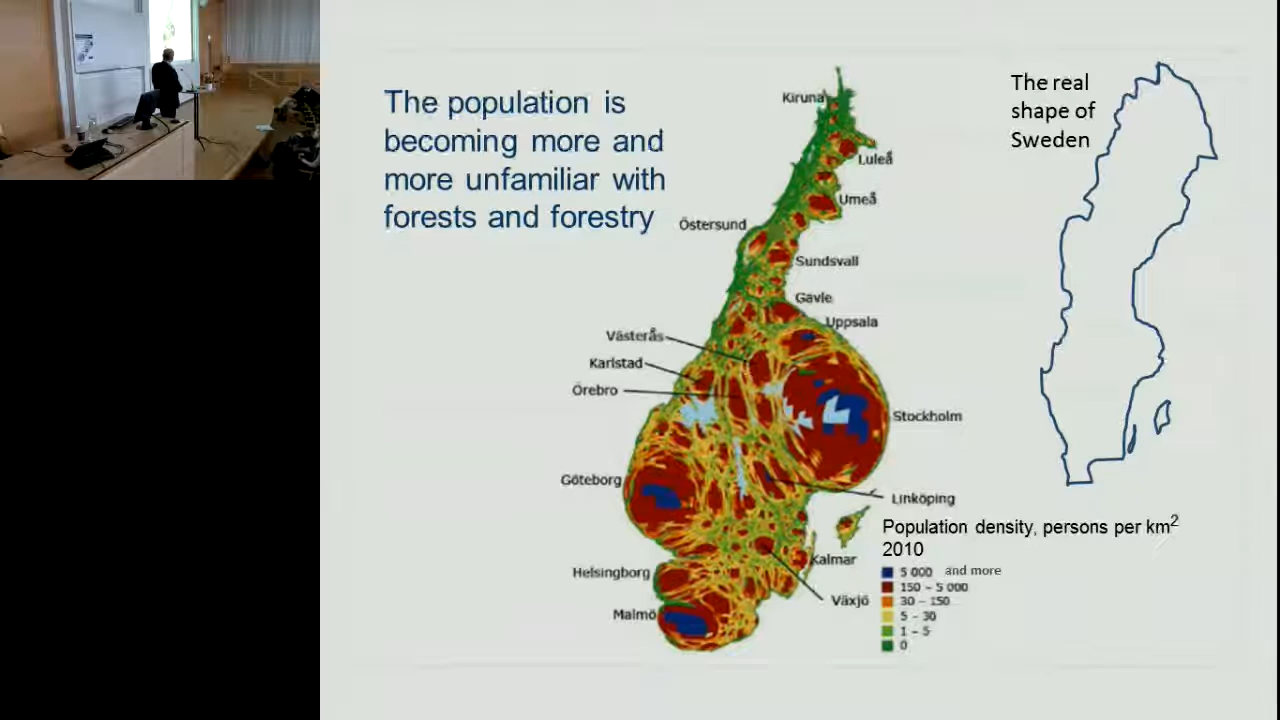 The population is
becoming more and
more unfamiliar with
forests and forestry
The real
shape of
Sweden
Kiruna
Luleå
Umeå
Östersund
Sundsvall
Gävle
Uppsala
Västerås
Karlstad
Örebro
Stockholm
Göteborg
Linköping
Kalmar
Helsingborg
Växjö
Malmö
Population density, persons per km²
2010
5 000 and more
150 – 5 000
30 – 150
5 – 30
1 – 5
0